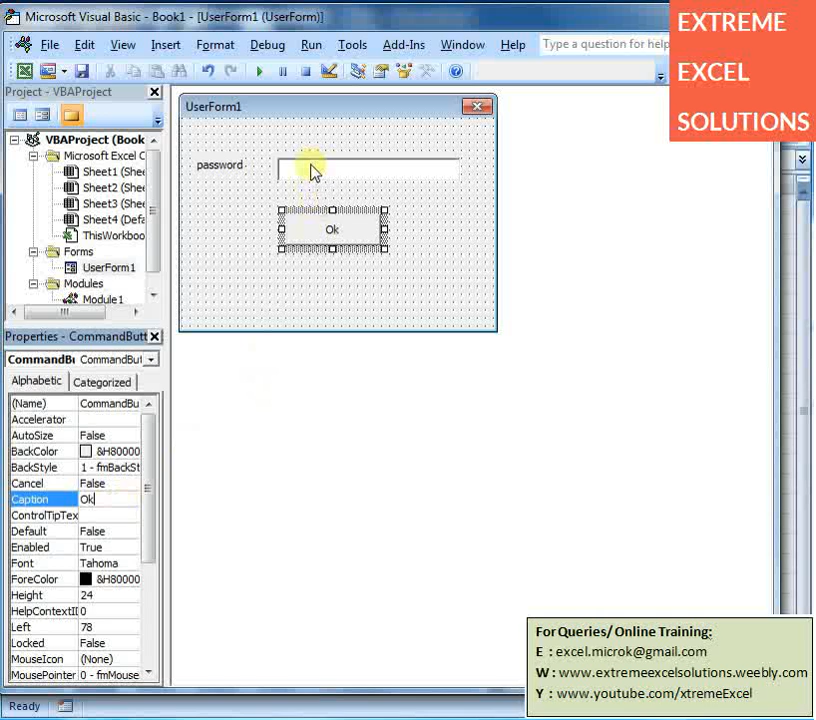 Microsoft Visual Basic - Book1 - [UserForm1 (UserForm)]
EXTREME
EXCEL
SOLUTIONS
File Edit View Insert Format Debug Run Tools Add-Ins Window Help Type a question for help
Project - VBAProject
VBAProject (Book
Microsoft Excel C
Sheet1 (Shee
Sheet2 (Shee
Sheet3 (Shee
Sheet4 (Defa
ThisWorkboo
Forms
UserForm1
Modules
Module1
UserForm1
password
Ok
Properties - CommandButt
CommandBu CommandBut
Alphabetic Categorized
(Name) CommandBu
Accelerator
AutoSize False
BackColor &H80000
BackStyle 1 - fmBackSt
Cancel False
Caption Ok
ControlTipTex
Default False
Enabled True
Font Tahoma
ForeColor &H80000
Height 24
HelpContextID 0
Left 78
Locked False
MouseIcon (None)
MousePointer 0 - fmMouse
Ready
For Queries/ Online Training:
E : excel.microk@gmail.com
W : www.extremeexcelsolutions.weebly.com
Y : www.youtube.com/xtremeExcel